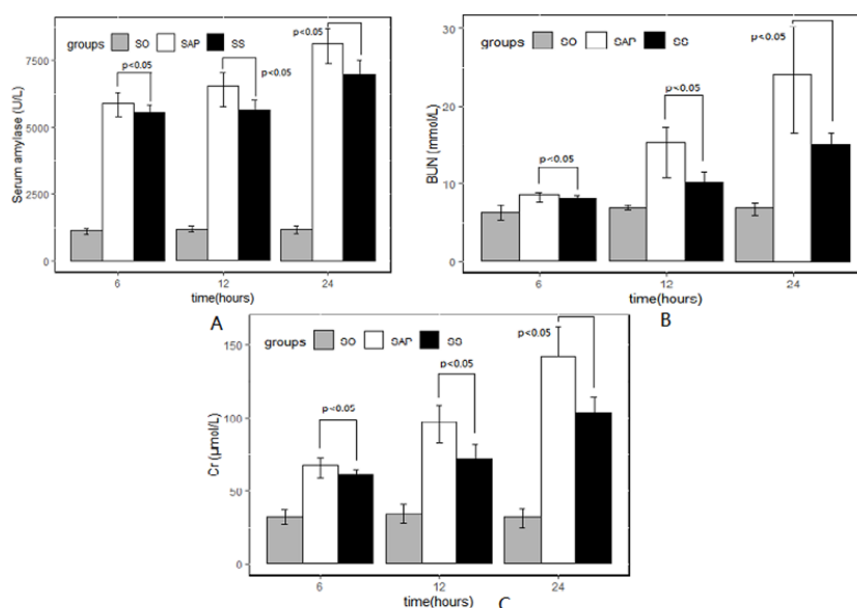 groups SO SAP SS
p<0.05
p<0.05
p<0.05
Serum amylase (U/L)
7500
5000
2500
0
6 12 24
time(hours)
A
groups SO SAP SS
p<0.05
p<0.05
p<0.05
BUN (mmol/L)
30
20
10
0
6 12 24
time(hours)
B
groups SO SAP SS
p<0.05
p<0.05
p<0.05
Cr (μmol/L)
150
100
50
0
6 12 24
time(hours)
C